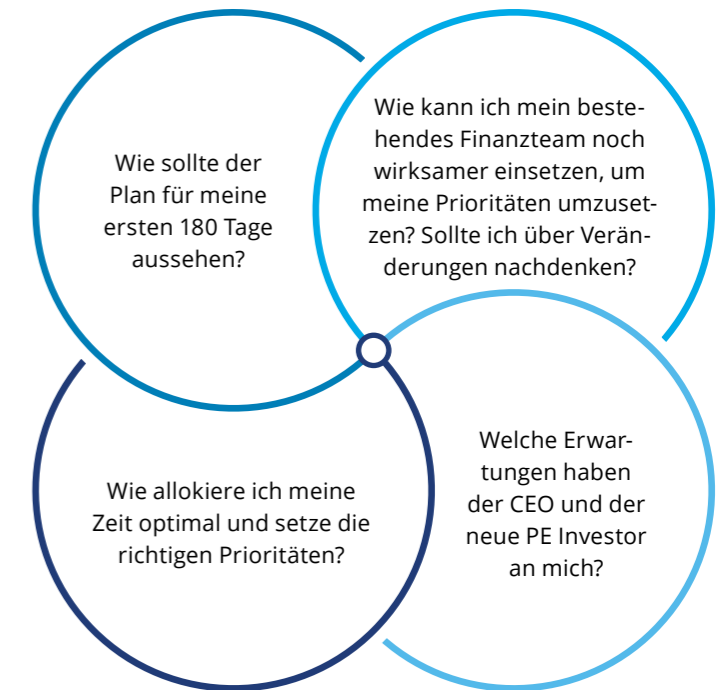 Wie sollte der
Plan für meine
ersten 180 Tage
aussehen?
Wie kann ich mein beste-
hendes Finanzteam noch
wirksamer einsetzen, um
meine Prioritäten umzuset-
zen? Sollte ich über Verän-
derungen nachdenken?
Wie allokiere ich meine
Zeit optimal und setze die
richtigen Prioritäten?
Welche Erwar-
tungen haben
der CEO und der
neue PE Investor
an mich?